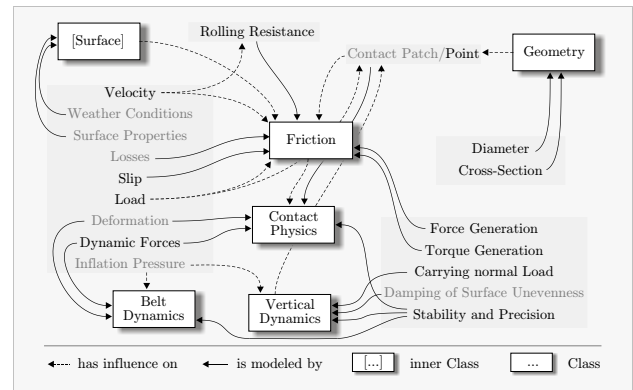 [Surface]
Rolling Resistance
Contact Patch/Point
Geometry
Velocity
Weather Conditions
Surface Properties
Losses
Slip
Load
Friction
Diameter
Cross-Section
Deformation
Dynamic Forces
Inflation Pressure
Contact
Physics
Force Generation
Torque Generation
Carrying normal Load
Damping of Surface Unevenness
Stability and Precision
Belt
Dynamics
Vertical
Dynamics
has influence on
is modeled by
[...]
inner Class
...
Class